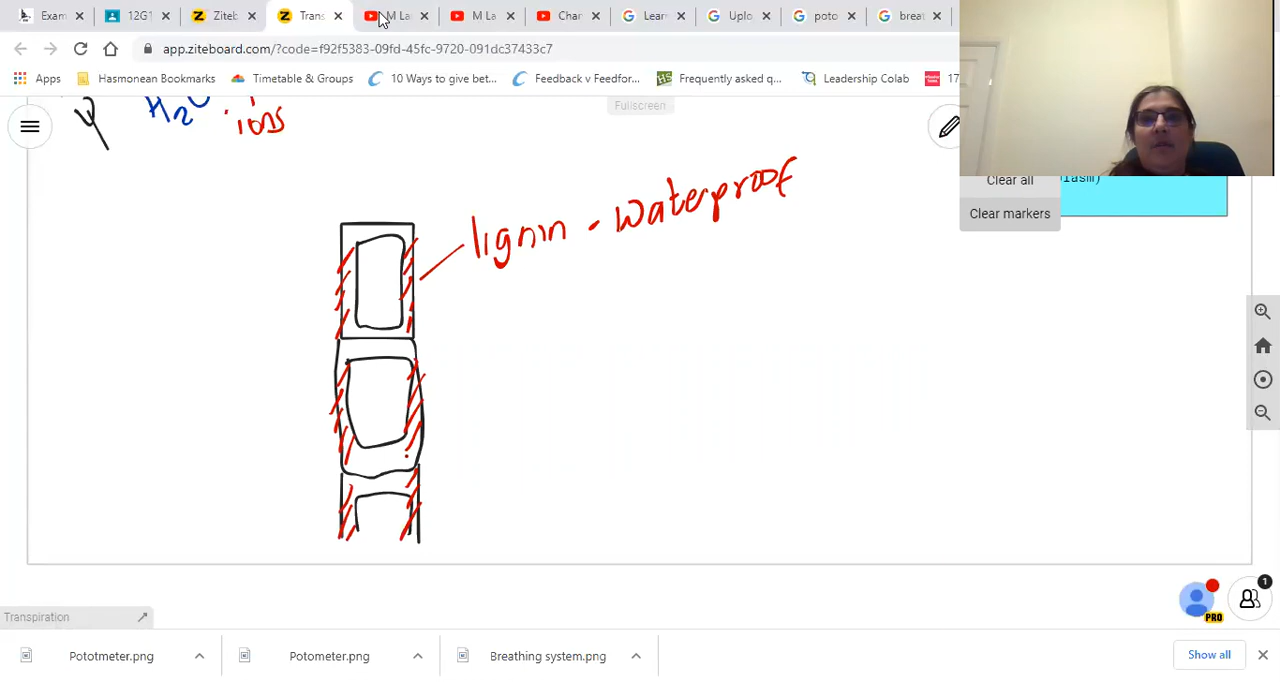 Exam
12G1
Ziteb
Trans
M La
M La
Char
Learn
Uplo
poto
breat
app.ziteboard.com/?code=f92f5383-09fd-45fc-9720-091dc37433c7
Apps
Hasmonean Bookmarks
Timetable & Groups
10 Ways to give bet...
Feedback v Feedfor...
Frequently asked q...
Leadership Colab
17
Fullscreen
H2O
ions
Clear all
Clear markers
lignin - Waterproof
Transpiration
PRO
1
Pototmeter.png
Potometer.png
Breathing system.png
Show all